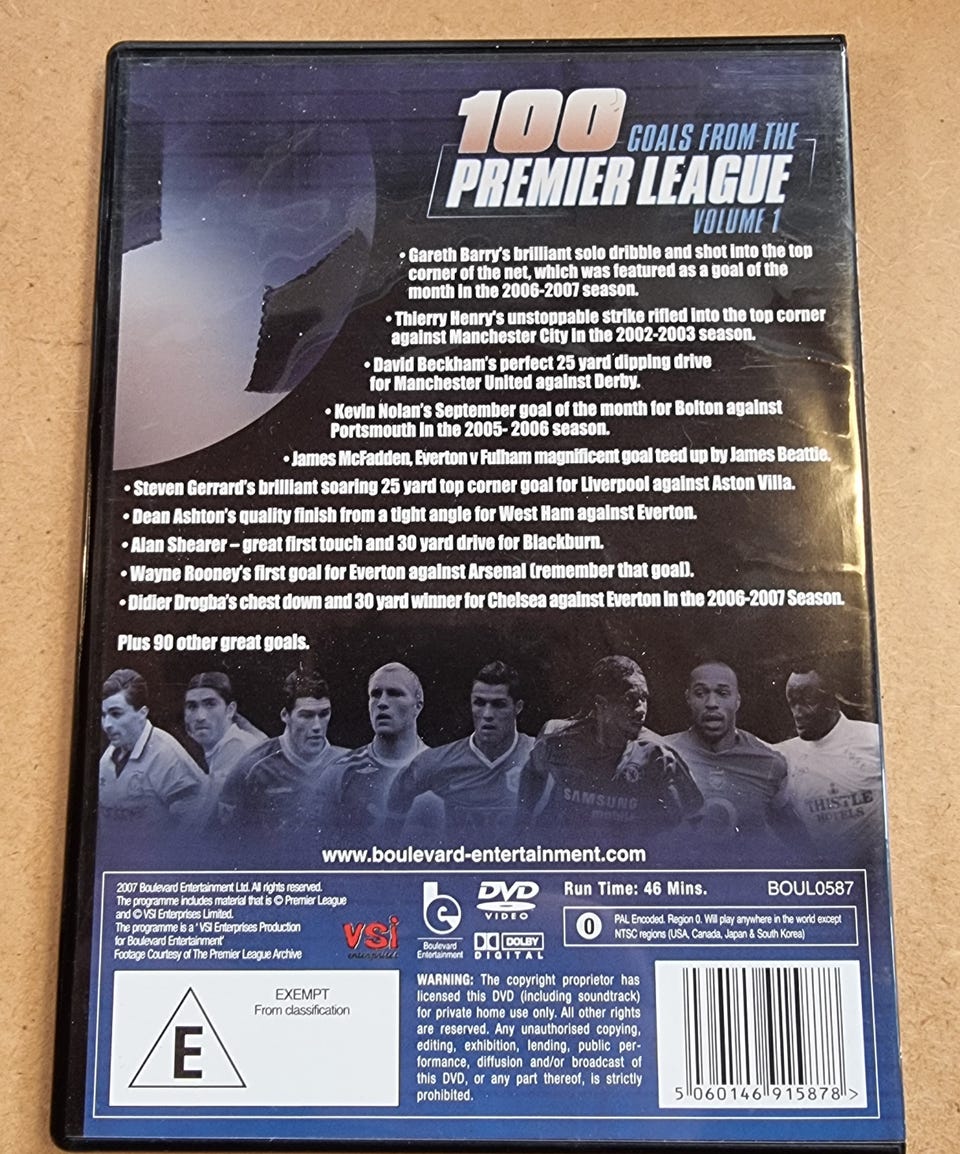 100 GOALS FROM THE
PREMIER LEAGUE
VOLUME 1
• Gareth Barry's brilliant solo dribble and shot into the top
corner of the net, which was featured as a goal of the
month in the 2006-2007 season.
• Thierry Henry's unstoppable strike rifled into the top corner
against Manchester City in the 2002-2003 season.
• David Beckham's perfect 25 yard dipping drive
for Manchester United against Derby.
• Kevin Nolan's September goal of the month for Bolton against
Portsmouth in the 2005- 2006 season.
• James McFadden, Everton v Fulham magnificent goal teed up by James Beattie.
• Steven Gerrard's brilliant soaring 25 yard top corner goal for Liverpool against Aston Villa.
• Dean Ashton's quality finish from a tight angle for West Ham against Everton.
• Alan Shearer – great first touch and 30 yard drive for Blackburn.
• Wayne Rooney's first goal for Everton against Arsenal (remember that goal).
• Didier Drogba's chest down and 30 yard winner for Chelsea against Everton in the 2006-2007 Season.
Plus 90 other great goals.
SAMSUNG
mobile
THISTLE
HOTELS
www.boulevard-entertainment.com
2007 Boulevard Entertainment Ltd. All rights reserved.
The programme includes material that is © Premier League
and © VSI Enterprises Limited.
The programme is a ' VSI Enterprises Production
for Boulevard Entertainment'
Footage Courtesy of The Premier League Archive
vsi
enterprises
Boulevard
Entertainment
DVD
VIDEO
DOLBY
DIGITAL
Run Time: 46 Mins.
BOUL0587
0
PAL Encoded. Region 0. Will play anywhere in the world except
NTSC regions (USA, Canada, Japan & South Korea)
E
EXEMPT
From classification
WARNING: The copyright proprietor has
licensed this DVD (including soundtrack)
for private home use only. All other rights
are reserved. Any unauthorised copying,
editing, exhibition, lending, public per-
formance, diffusion and/or broadcast of
this DVD, or any part thereof, is strictly
prohibited.
5 060146 915878 >